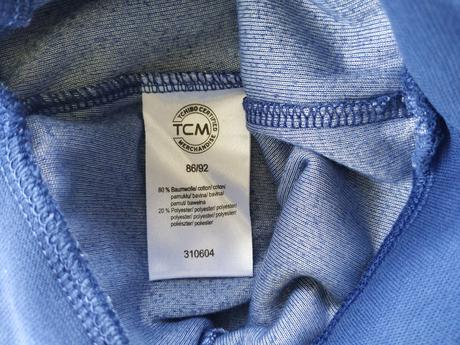 TCHIBO CERTIFIED
TCM
MERCHANDISE
86/92
80 % Baumwolle/ cotton/ coton/
pamuklu/ bavlna/ bavlna/
pamut/ bawełna
20 % Polyester/ polyester/ polyester/
polyester/ polyester/ polyester/
poliészter/ poliester
310604